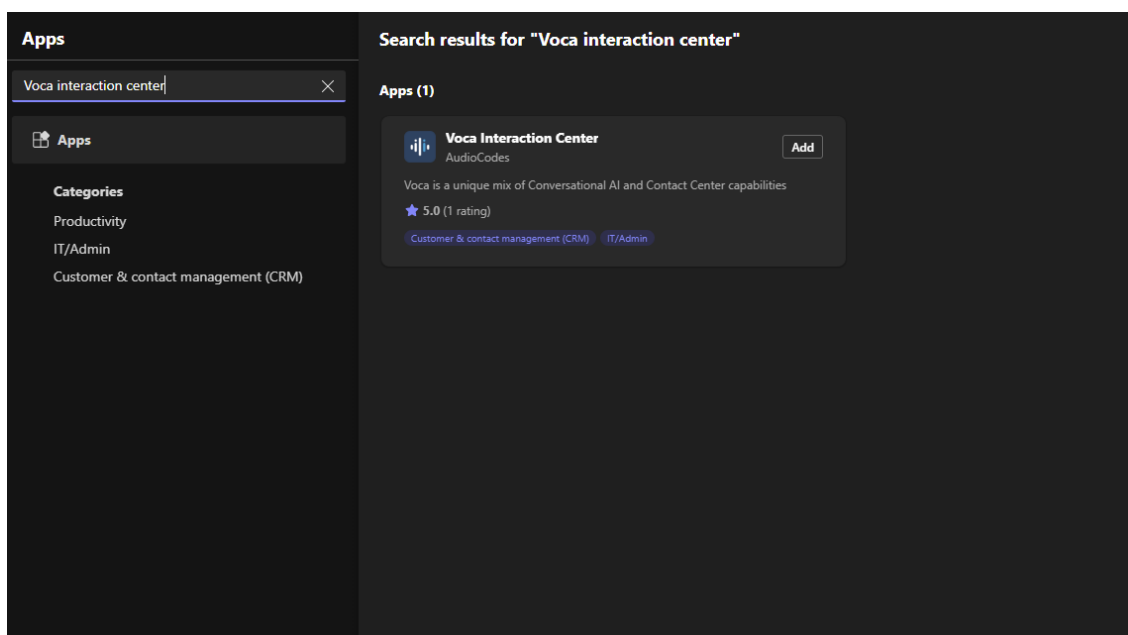 Apps
Voca interaction center
Apps
Categories
Productivity
IT/Admin
Customer & contact management (CRM)
Search results for "Voca interaction center"
Apps (1)
Voca Interaction Center
Add
AudioCodes
Voca is a unique mix of Conversational AI and Contact Center capabilities
5.0 (1 rating)
Customer & contact management (CRM) IT/Admin